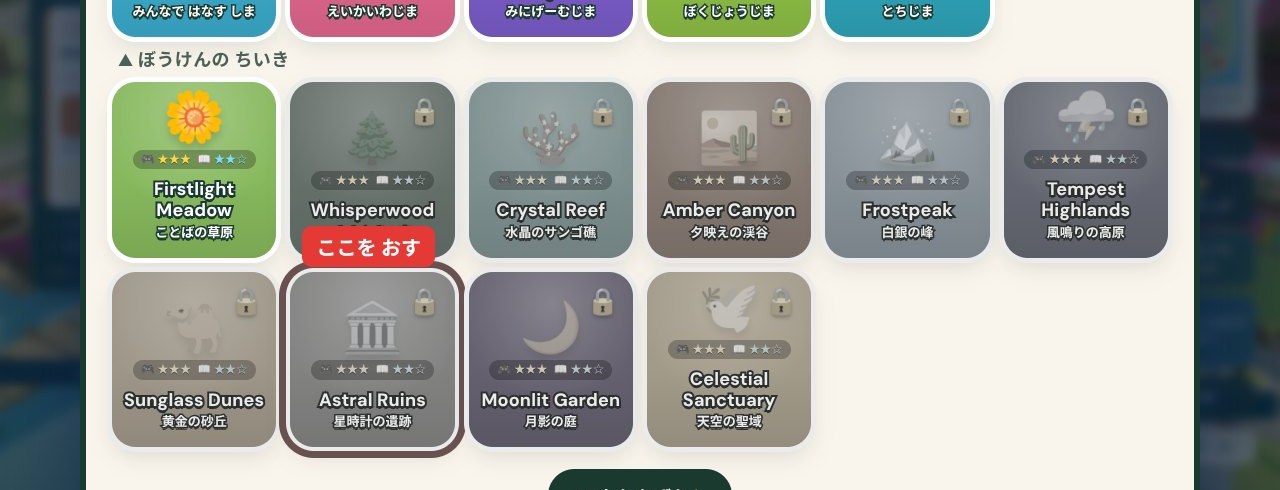 みんなで はなす しま
えいかいわじま
みにげーむじま
ぼくじょうじま
とちじま
▲ ぼうけんの ちいき
★★★ ★★☆
Firstlight
Meadow
ことばの草原
★★★ ★★☆
Whisperwood
★★★ ★★☆
Crystal Reef
水晶のサンゴ礁
★★★ ★★☆
Amber Canyon
夕映えの渓谷
★★★ ★★☆
Frostpeak
白銀の峰
★★★ ★★☆
Tempest
Highlands
風鳴りの高原
ここを おす
★★★ ★★☆
Sunglass Dunes
黄金の砂丘
★★★ ★★☆
Astral Ruins
星時計の遺跡
★★★ ★★☆
Moonlit Garden
月影の庭
★★★ ★★☆
Celestial
Sanctuary
天空の聖域